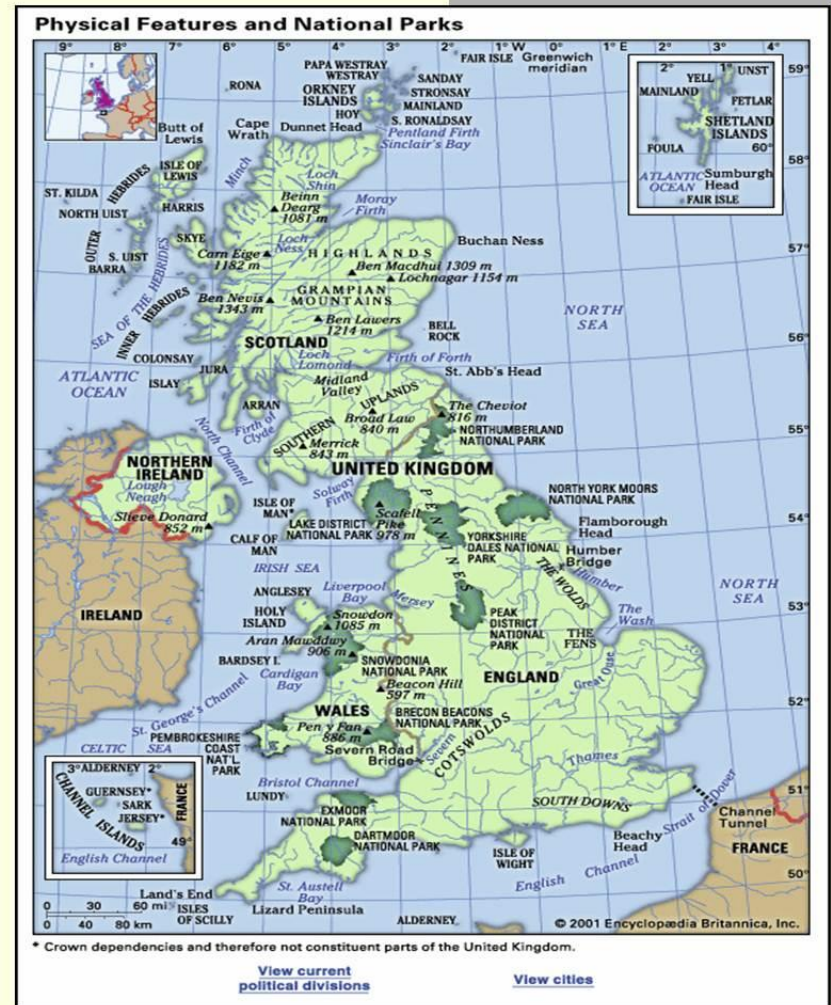 Physical Features and National Parks
9° 8° 7° 6° 5° 4° 3° 2° 1° W 0° 1° E
Greenwich
meridian
2° 3° 4°
59°
58°
57°
56°
55°
54°
53°
52°
51°
50°
PAPA WESTRAY
WESTRAY
ORKNEY
ISLANDS
HOY
FAIR ISLE
SANDAY
STRONSAY
MAINLAND
S. RONALDSAY
Pentland Firth
Sinclair's Bay
RONA
Cape
Wrath
Dunnet Head
Butt of
Lewis
ISLE OF
LEWIS
Minch
Loch
Shin
Beinn
Dearg
1081 m
Moray
Firth
ST. KILDA
HEBRIDES
NORTH UIST
HARRIS
OUTER
S. UIST
BARRA
SKYE
SEA OF THE HEBRIDES
INNER
HEBRIDES
Carn Eige
1182 m
Loch
Ness
HIGHLANDS
Buchan Ness
Ben Macdhui 1309 m
Lochnagar 1154 m
GRAMPIAN
MOUNTAINS
Ben Nevis
1343 m
Ben Lawers
1214 m
SCOTLAND
BELL
ROCK
NORTH
SEA
COLONSAY
JURA
ISLAY
Loch
Lomond
Firth of Forth
St. Abb's Head
ATLANTIC
OCEAN
Midland
Valley
ARRAN
Firth of
Clyde
SOUTHERN
UPLANDS
Broad Law
840 m
Merrick
843 m
The Cheviot
816 m
NORTHUMBERLAND
NATIONAL PARK
North Channel
NORTHERN
IRELAND
Lough
Neagh
Slieve Donard
852 m
UNITED KINGDOM
Solway
Firth
ISLE OF
MAN*
CALF OF
MAN
LAKE DISTRICT
NATIONAL PARK
Scafell
Pike
978 m
PENNINES
NORTH YORK MOORS
NATIONAL PARK
YORKSHIRE
DALES NATIONAL
PARK
Flamborough
Head
Humber
Bridge
Humber
THE WOLDS
IRISH SEA
IRELAND
ANGLESEY
HOLY
ISLAND
Liverpool
Bay
Mersey
Snowdon
1085 m
Aran Mawddwy
906 m
BARDSEY I.
Cardigan
Bay
SNOWDONIA
NATIONAL PARK
Beacon Hill
597 m
PEAK
DISTRICT
NATIONAL
PARK
THE
FENS
The
Wash
NORTH
SEA
Great Ouse
ENGLAND
WALES
BRECON BEACONS
NATIONAL PARK
Pen y Fan
886 m
Severn Road
Bridge
Severn
COTSWOLDS
St. George's Channel
PEMBROKESHIRE
COAST
NAT'L.
PARK
CELTIC SEA
Bristol Channel
LUNDY
EXMOOR
NATIONAL PARK
DARTMOOR
NATIONAL PARK
Thames
SOUTH DOWNS
Beachy
Head
Strait of Dover
Channel
Tunnel
FRANCE
ISLE OF
WIGHT
English Channel
Land's End
ISLES
OF SCILLY
St. Austell
Bay
Lizard Peninsula
ALDERNEY
2° 1°
UNST
YELL
MAINLAND
FETLAR
SHETLAND
ISLANDS
60°
FOULA
ATLANTIC
OCEAN
Sumburgh
Head
FAIR ISLE
3° ALDERNEY 2°
GUERNSEY*
SARK
JERSEY*
CHANNEL ISLANDS
FRANCE
49°
English Channel
0 30 60 mi
0 40 80 km
© 2001 Encyclopædia Britannica, Inc.
* Crown dependencies and therefore not constituent parts of the United Kingdom.
View current
political divisions
View cities